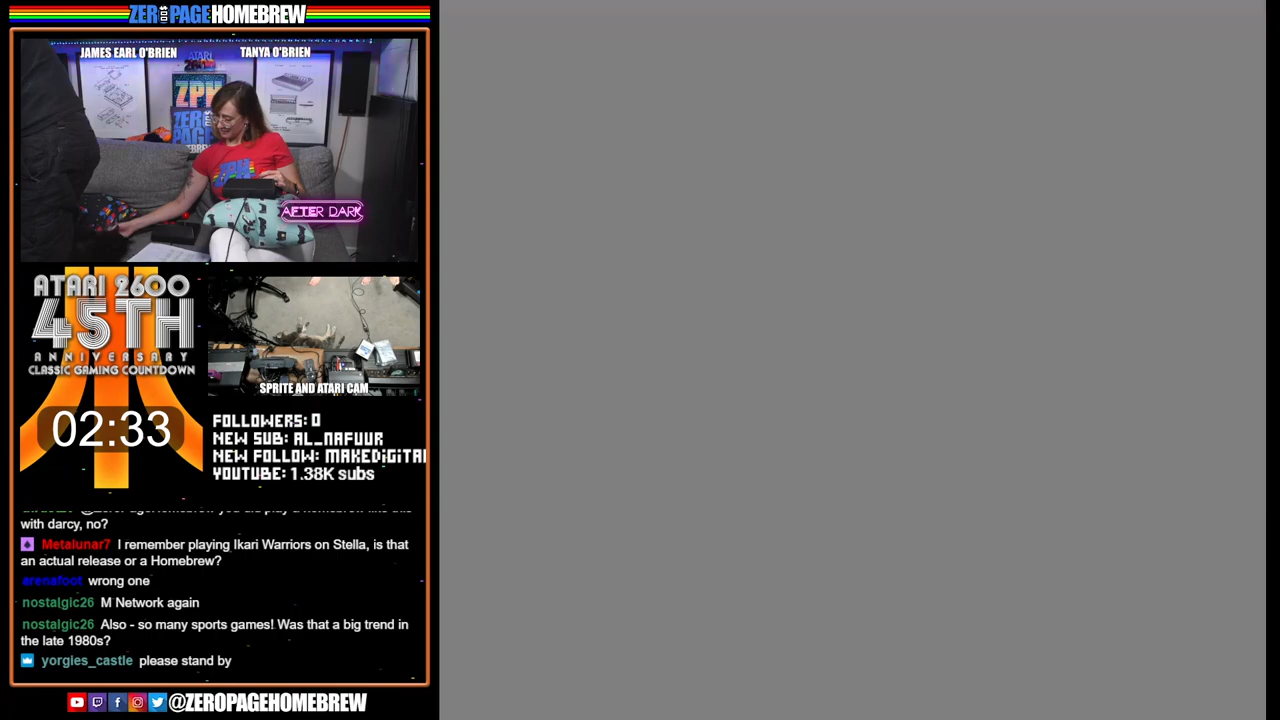 ZEROPAGE HOMEBREW
JAMES EARL O'BRIEN
TANYA O'BRIEN
ATARI
ZPH
ZERO
PAGE
ZPH
AFTER DARK
ATARI 2600
45TH
ANNIVERSARY
CLASSIC GAMING COUNTDOWN
02:33
SPRITE AND ATARI CAM
FOLLOWERS: 0
NEW SUB: AL_NAFUUR
NEW FOLLOW: MAKEDIGITAL
YOUTUBE: 1.38K subs
with darcy, no?
Metalunar7 I remember playing Ikari Warriors on Stella, is that
an actual release or a Homebrew?
arenafoot wrong one
nostalgic26 M Network again
nostalgic26 Also - so many sports games! Was that a big trend in
the late 1980s?
yorgies_castle please stand by
@ZEROPAGEHOMEBREW